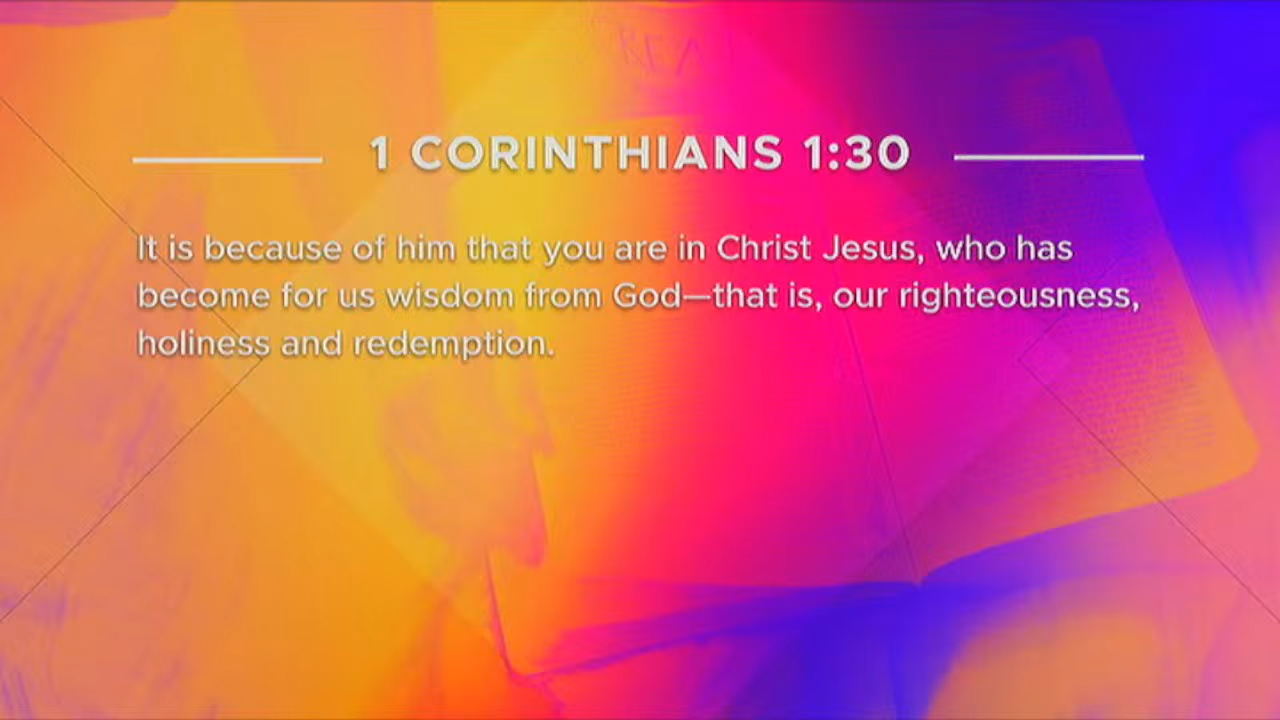 1 CORINTHIANS 1:30
It is because of him that you are in Christ Jesus, who has
become for us wisdom from God—that is, our righteousness,
holiness and redemption.